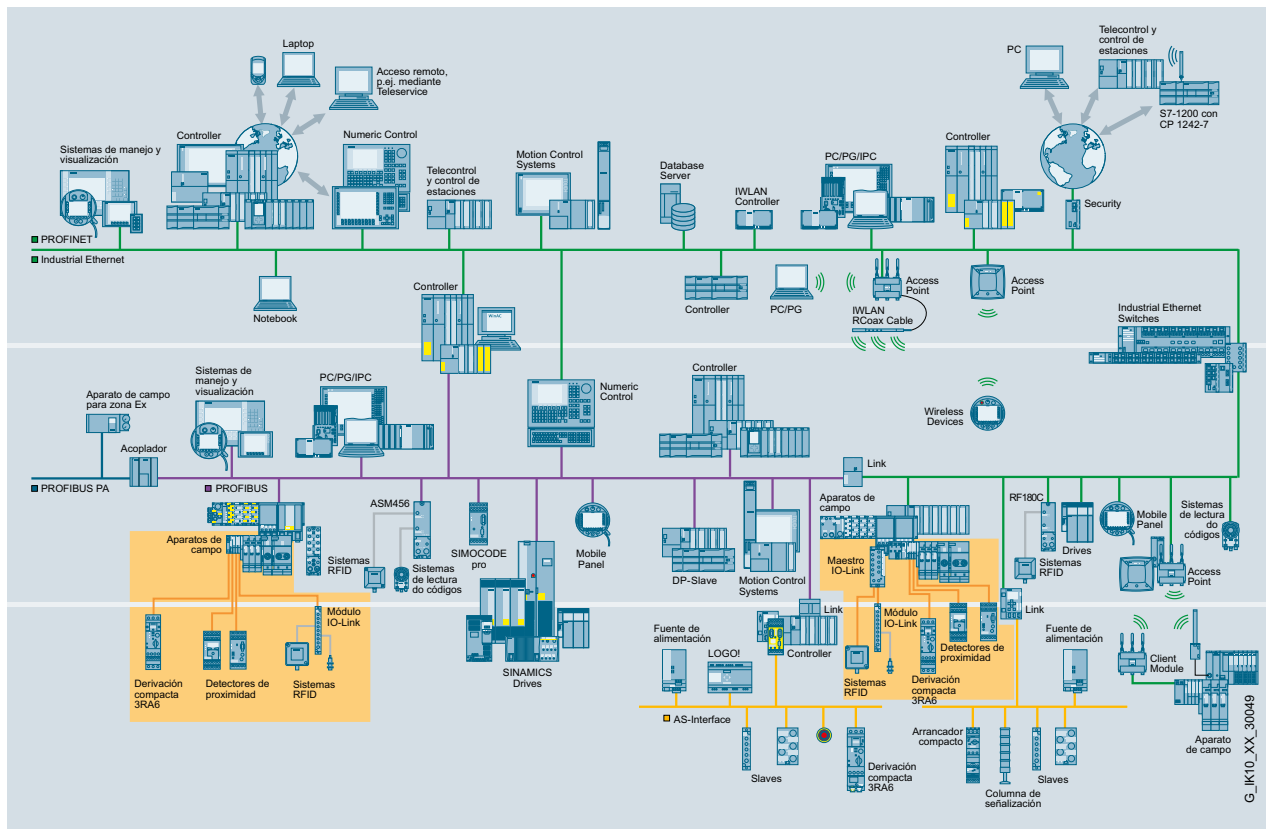 Laptop
Acceso remoto,
p.ej. mediante
Teleservice
PC
Telecontrol y
control de
estaciones
S7-1200 con
CP 1242-7
Sistemas de manejo y
visualización
Controller
Numeric Control
Telecontrol
y control de
estaciones
Motion Control
Systems
Database
Server
IWLAN
Controller
PC/PG/IPC
Controller
Security
PROFINET
Industrial Ethernet
Notebook
Controller
WinAC
Controller
PC/PG
Access
Point
IWLAN
RCoax Cable
Access
Point
Industrial Ethernet
Switches
Aparato de campo
para zona Ex
Sistemas de
manejo y
visualización
PC/PG/IPC
Numeric
Control
Controller
Wireless
Devices
Acoplador
Link
PROFIBUS PA
PROFIBUS
Aparatos de
campo
Sistemas
RFID
ASM456
Sistemas
de lectura
do códigos
SIMOCODE
pro
SINAMICS
Drives
Mobile
Panel
DP-Slave
Motion Control
Systems
Aparatos de
campo
Maestro
IO-Link
RF180C
Sistemas
RFID
Drives
Mobile
Panel
Access
Point
Sistemas
de lectura
do códigos
Módulo
IO-Link
Derivación
compacta
3RA6
Detectores de
proximidad
Sistemas
RFID
Link
Controller
Fuente de
alimentación
LOGO!
Módulo
IO-Link
Sistemas
RFID
Derivación
compacta
3RA6
Detectores de
proximidad
Link
Fuente de
alimentación
Client
Module
Aparato
de campo
AS-Interface
Slaves
Derivación
compacta
3RA6
Arrancador
compacto
Columna de
señalización
Slaves
G_IK10_XX_30049